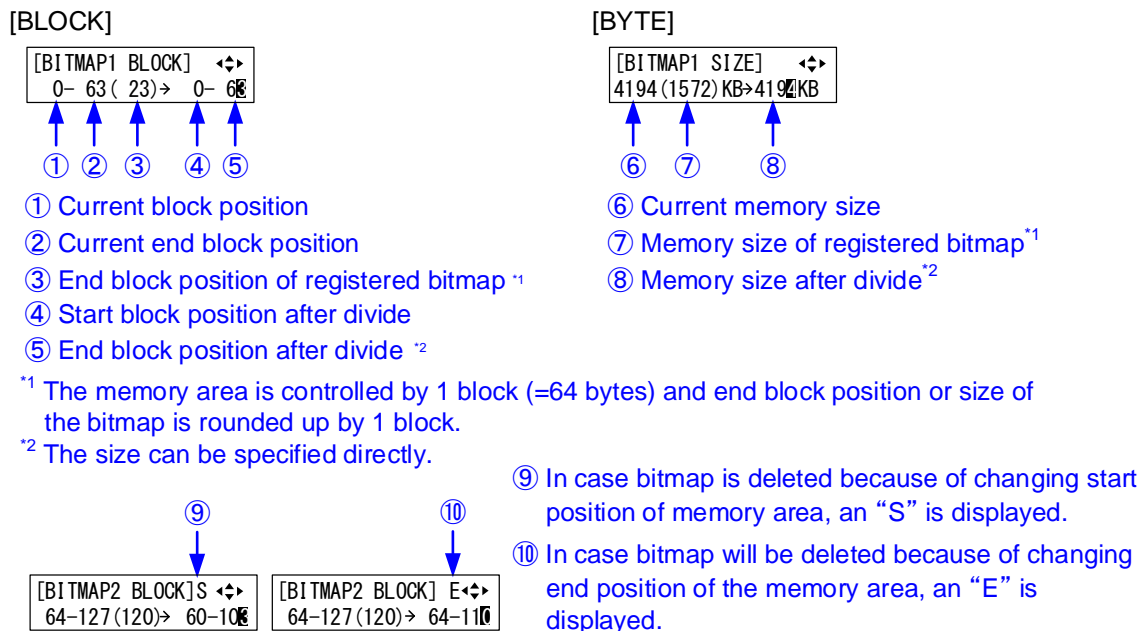 [BLOCK]
[BYTE]
[BITMAP1 BLOCK]
0- 63( 23)→ 0- 63
[BITMAP1 SIZE]
4194(1572)KB→4194KB
① ② ③ ④ ⑤
⑥ ⑦ ⑧
① Current block position
② Current end block position
③ End block position of registered bitmap *1
④ Start block position after divide
⑤ End block position after divide *2
⑥ Current memory size
⑦ Memory size of registered bitmap*1
⑧ Memory size after divide*2
*1 The memory area is controlled by 1 block (=64 bytes) and end block position or size of
the bitmap is rounded up by 1 block.
*2 The size can be specified directly.
⑨
⑩
[BITMAP2 BLOCK]S
64-127(120)→ 60-103
[BITMAP2 BLOCK] E
64-127(120)→ 64-110
⑨ In case bitmap is deleted because of changing start
position of memory area, an “S” is displayed.
⑩ In case bitmap will be deleted because of changing
end position of the memory area, an “E” is
displayed.